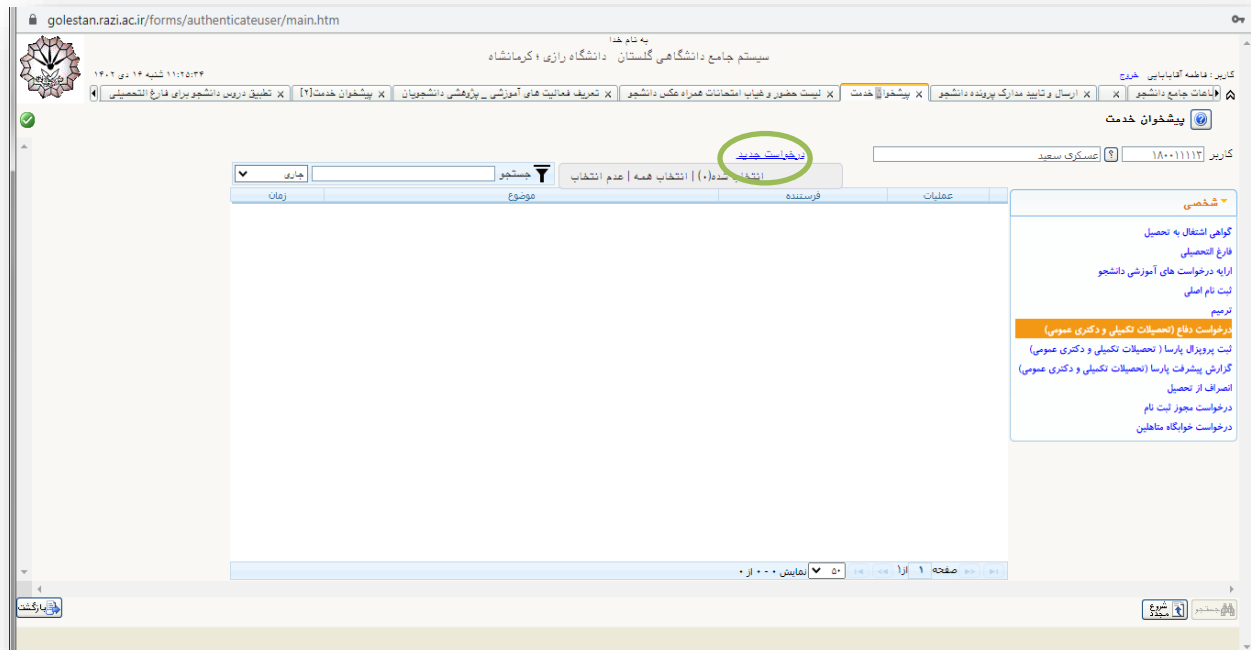 golestan.razi.ac.ir/forms/authenticateuser/main.htm
به نام خدا
سیستم جامع دانشگاهی گلستان دانشگاه رازی ؛ کرمانشاه
کاربر : فاطمه آقابابایی خروج
۱۱:۲۵:۳۴ شنبه ۱۶ دی ۱۴۰۲
اعات جامع دانشجو x
ارسال و تایید مدارک پرونده دانشجو x
پیشخوان خدمت x
لیست حضور و غیاب امتحانات همراه عکس دانشجو x
تعریف فعالیت های آموزشی _ پژوهشی دانشجویان x
پیشخوان خدمت[۲] x
تطبیق دروس دانشجو برای فارغ التحصیلی x
پیشخوان خدمت
کاربر ۱۸۰۰۱۱۱۱۳ ؟ عسکری سعید
درخواست جدید
انتخاب شده(۰) | انتخاب همه | عدم انتخاب
جستجو
جاری
عملیات فرستنده موضوع زمان
شخصی
گواهی اشتغال به تحصیل
فارغ التحصیلی
ارایه درخواست های آموزشی دانشجو
ثبت نام اصلی
ترمیم
درخواست دفاع (تحصیلات تکمیلی و دکتری عمومی)
ثبت پروپزال پارسا ( تحصیلات تکمیلی و دکتری عمومی)
گزارش پیشرفت پارسا (تحصیلات تکمیلی و دکتری عمومی)
انصراف از تحصیل
درخواست مجوز ثبت نام
درخواست خوابگاه متاهلین
صفحه ۱ از۱ ۵۰ نمایش ۰ - ۰ از ۰
جستجو
شروع مجدد
بازگشت